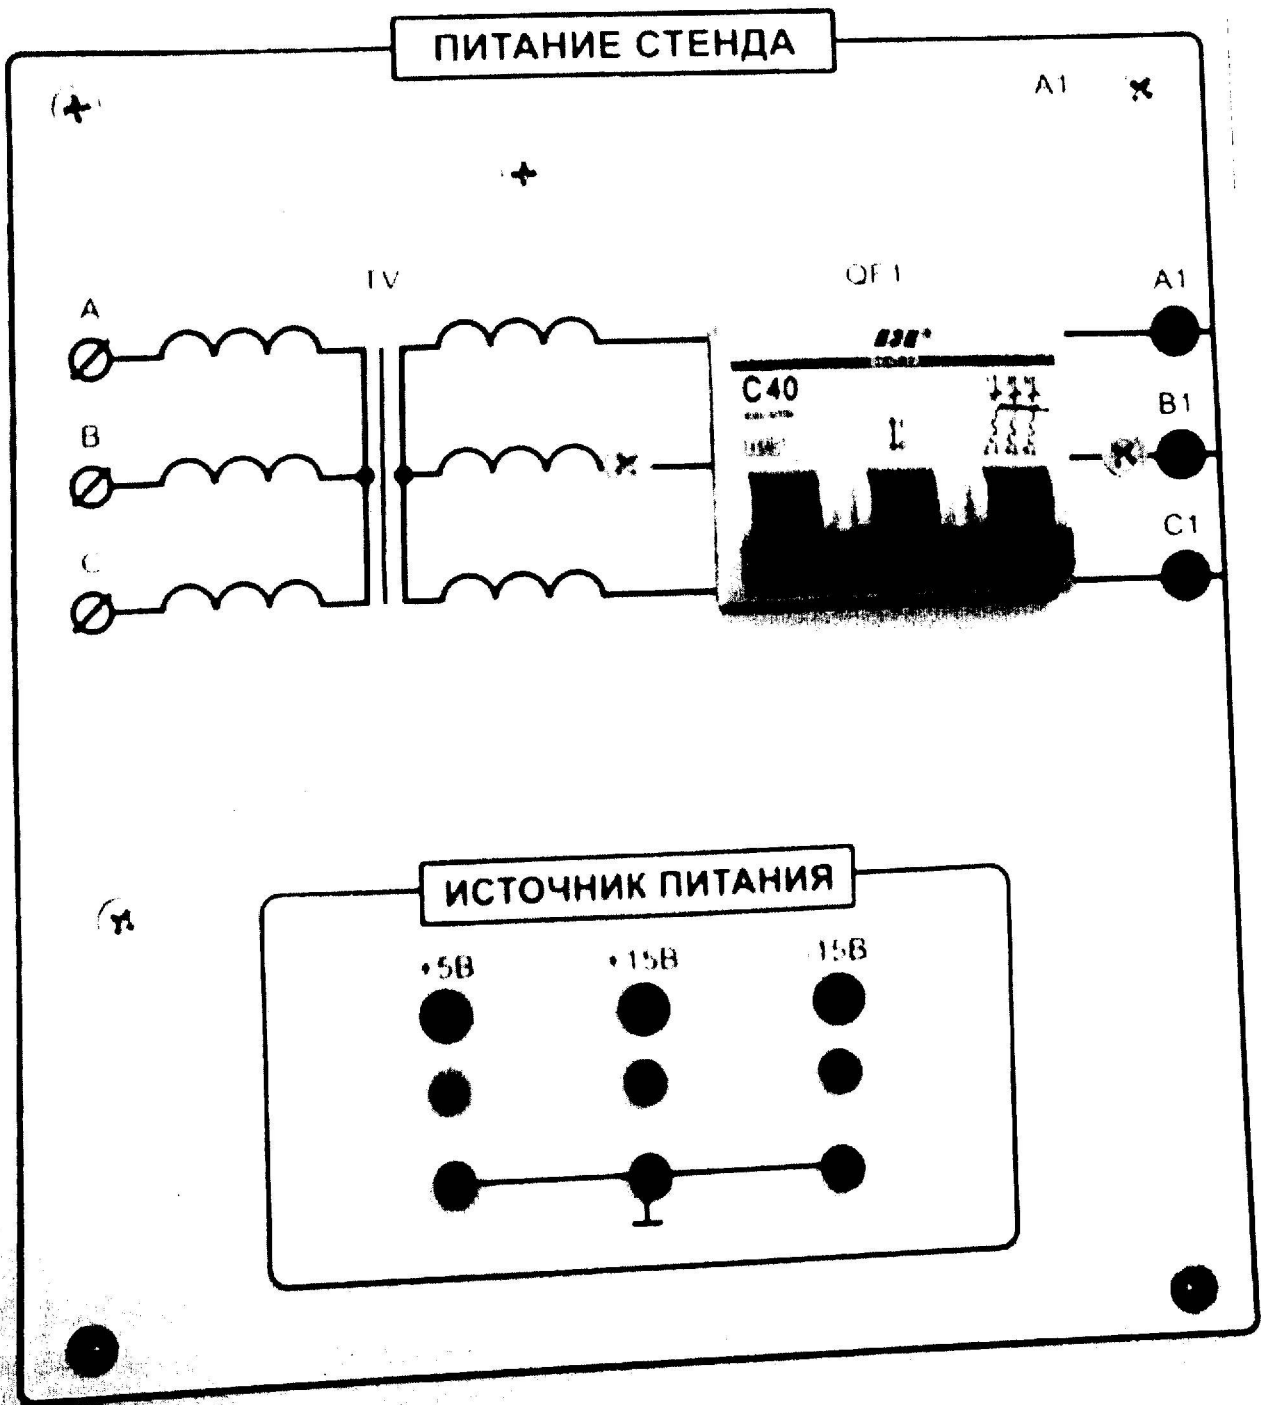 ПИТАНИЕ СТЕНДА
A1
TV
QF1
A
A1
C40
B
B1
C
C1
ИСТОЧНИК ПИТАНИЯ
+5В
+15В
15В